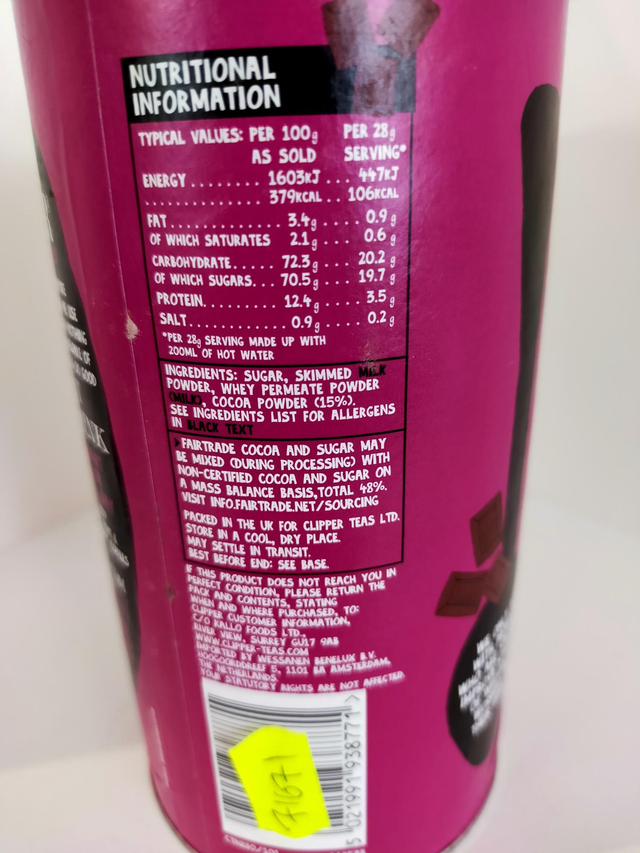 NUTRITIONAL
INFORMATION
TYPICAL VALUES: PER 100g PER 28g
AS SOLD SERVING*
ENERGY ........ 1603KJ ... 447KJ
.............. 379KCAL ... 106KCAL
FAT .............. 3.4g .... 0.9g
OF WHICH SATURATES 2.1g .... 0.6g
CARBOHYDRATE..... 72.3g .... 20.2g
OF WHICH SUGARS... 70.5g .... 19.7g
PROTEIN........... 12.4g ..... 3.5g
SALT............. 0.9g ..... 0.2g
*PER 28g SERVING MADE UP WITH
200ML OF HOT WATER
INGREDIENTS: SUGAR, SKIMMED MILK
POWDER, WHEY PERMEATE POWDER
(MILK), COCOA POWDER (15%).
SEE INGREDIENTS LIST FOR ALLERGENS
IN BLACK TEXT
FAIRTRADE COCOA AND SUGAR MAY
BE MIXED (DURING PROCESSING) WITH
NON-CERTIFIED COCOA AND SUGAR ON
A MASS BALANCE BASIS, TOTAL 48%.
VISIT INFO.FAIRTRADE.NET/SOURCING
PACKED IN THE UK FOR CLIPPER TEAS LTD.
STORE IN A COOL, DRY PLACE.
MAY SETTLE IN TRANSIT.
BEST BEFORE END: SEE BASE.
IF THIS PRODUCT DOES NOT REACH YOU IN
PERFECT CONDITION, PLEASE RETURN THE
PACK AND CONTENTS, STATING
WHEN AND WHERE PURCHASED, TO:
CLIPPER CUSTOMER INFORMATION,
C/O KALLO FOODS LTD.,
RIVER VIEW, SURREY GU17 9AB
WWW.CLIPPER-TEAS.COM
IMPORTED BY WESSANEN BENELUX B.V.
HOOGOORDDREEF 5, 1101 BA AMSTERDAM,
THE NETHERLANDS.
YOUR STATUTORY RIGHTS ARE NOT AFFECTED.
5 021991 938771 >
71671